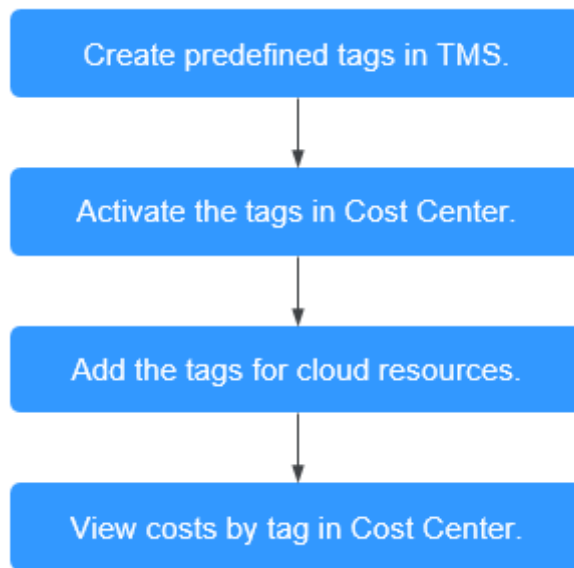 Create predefined tags in TMS.
Activate the tags in Cost Center.
Add the tags for cloud resources.
View costs by tag in Cost Center.